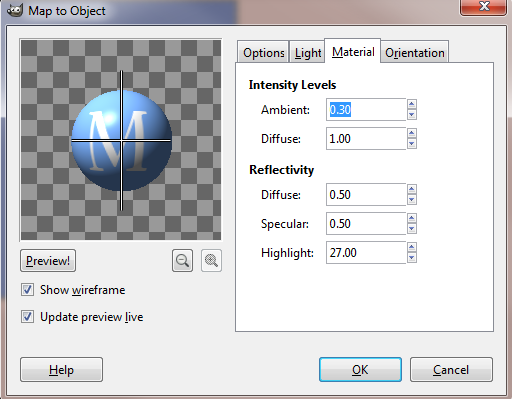 Map to Object
Options Light Material Orientation
M
Intensity Levels
Ambient: 0.30
Diffuse: 1.00
Reflectivity
Diffuse: 0.50
Specular: 0.50
Highlight: 27.00
Preview!
Show wireframe
Update preview live
Help OK Cancel